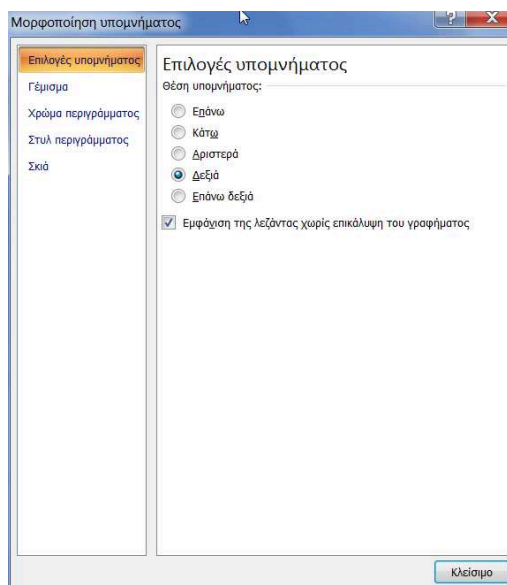 Μορφοποίηση υπομνήματος
Επιλογές υπομνήματος
Γέμισμα
Χρώμα περιγράμματος
Στυλ περιγράμματος
Σκιά
Επιλογές υπομνήματος
Θέση υπομνήματος:
Επάνω
Κάτω
Αριστερά
Δεξιά
Επάνω δεξιά
Εμφάνιση της λεζάντας χωρίς επικάλυψη του γραφήματος
Κλείσιμο